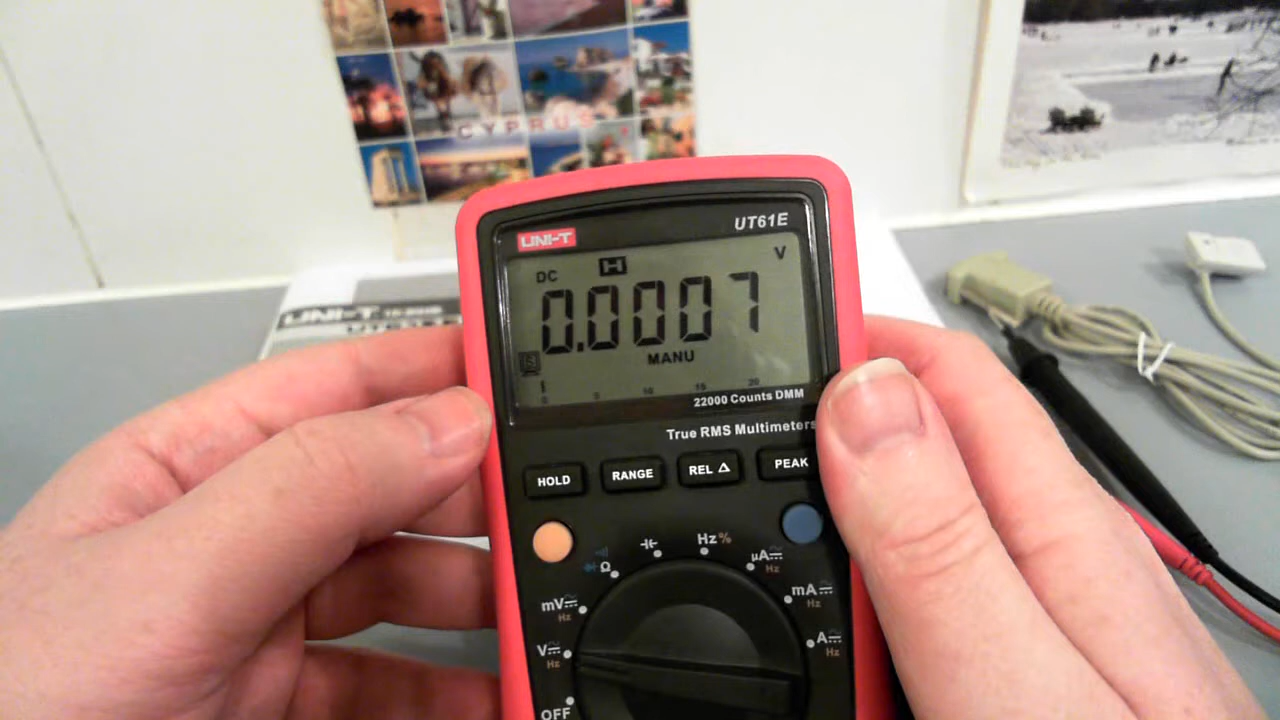 CYPRUS
UNI-T
UT61E
DC H V
0.0007
MANU
0 5 10 15 20
22000 Counts DMM
True RMS Multimeters
HOLD RANGE REL Δ PEAK
Hz%
Ω
μA
Hz
mV
Hz
mA
Hz
V
Hz
A
Hz
OFF
UNI-T